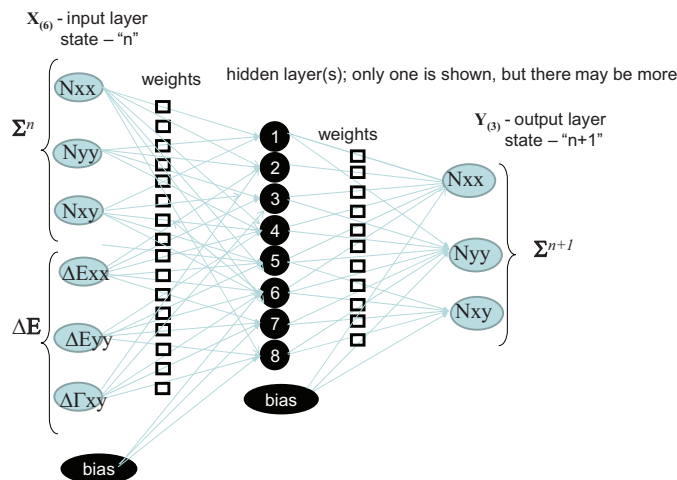 X(6) - input layer
state – “n”
hidden layer(s); only one is shown, but there may be more
weights
weights
Y(3) - output layer
state – “n+1”
Σⁿ
Nxx
Nyy
Nxy
ΔE
ΔExx
ΔEyy
ΔΓxy
bias
1
2
3
4
5
6
7
8
bias
Nxx
Nyy
Nxy
Σⁿ⁺¹